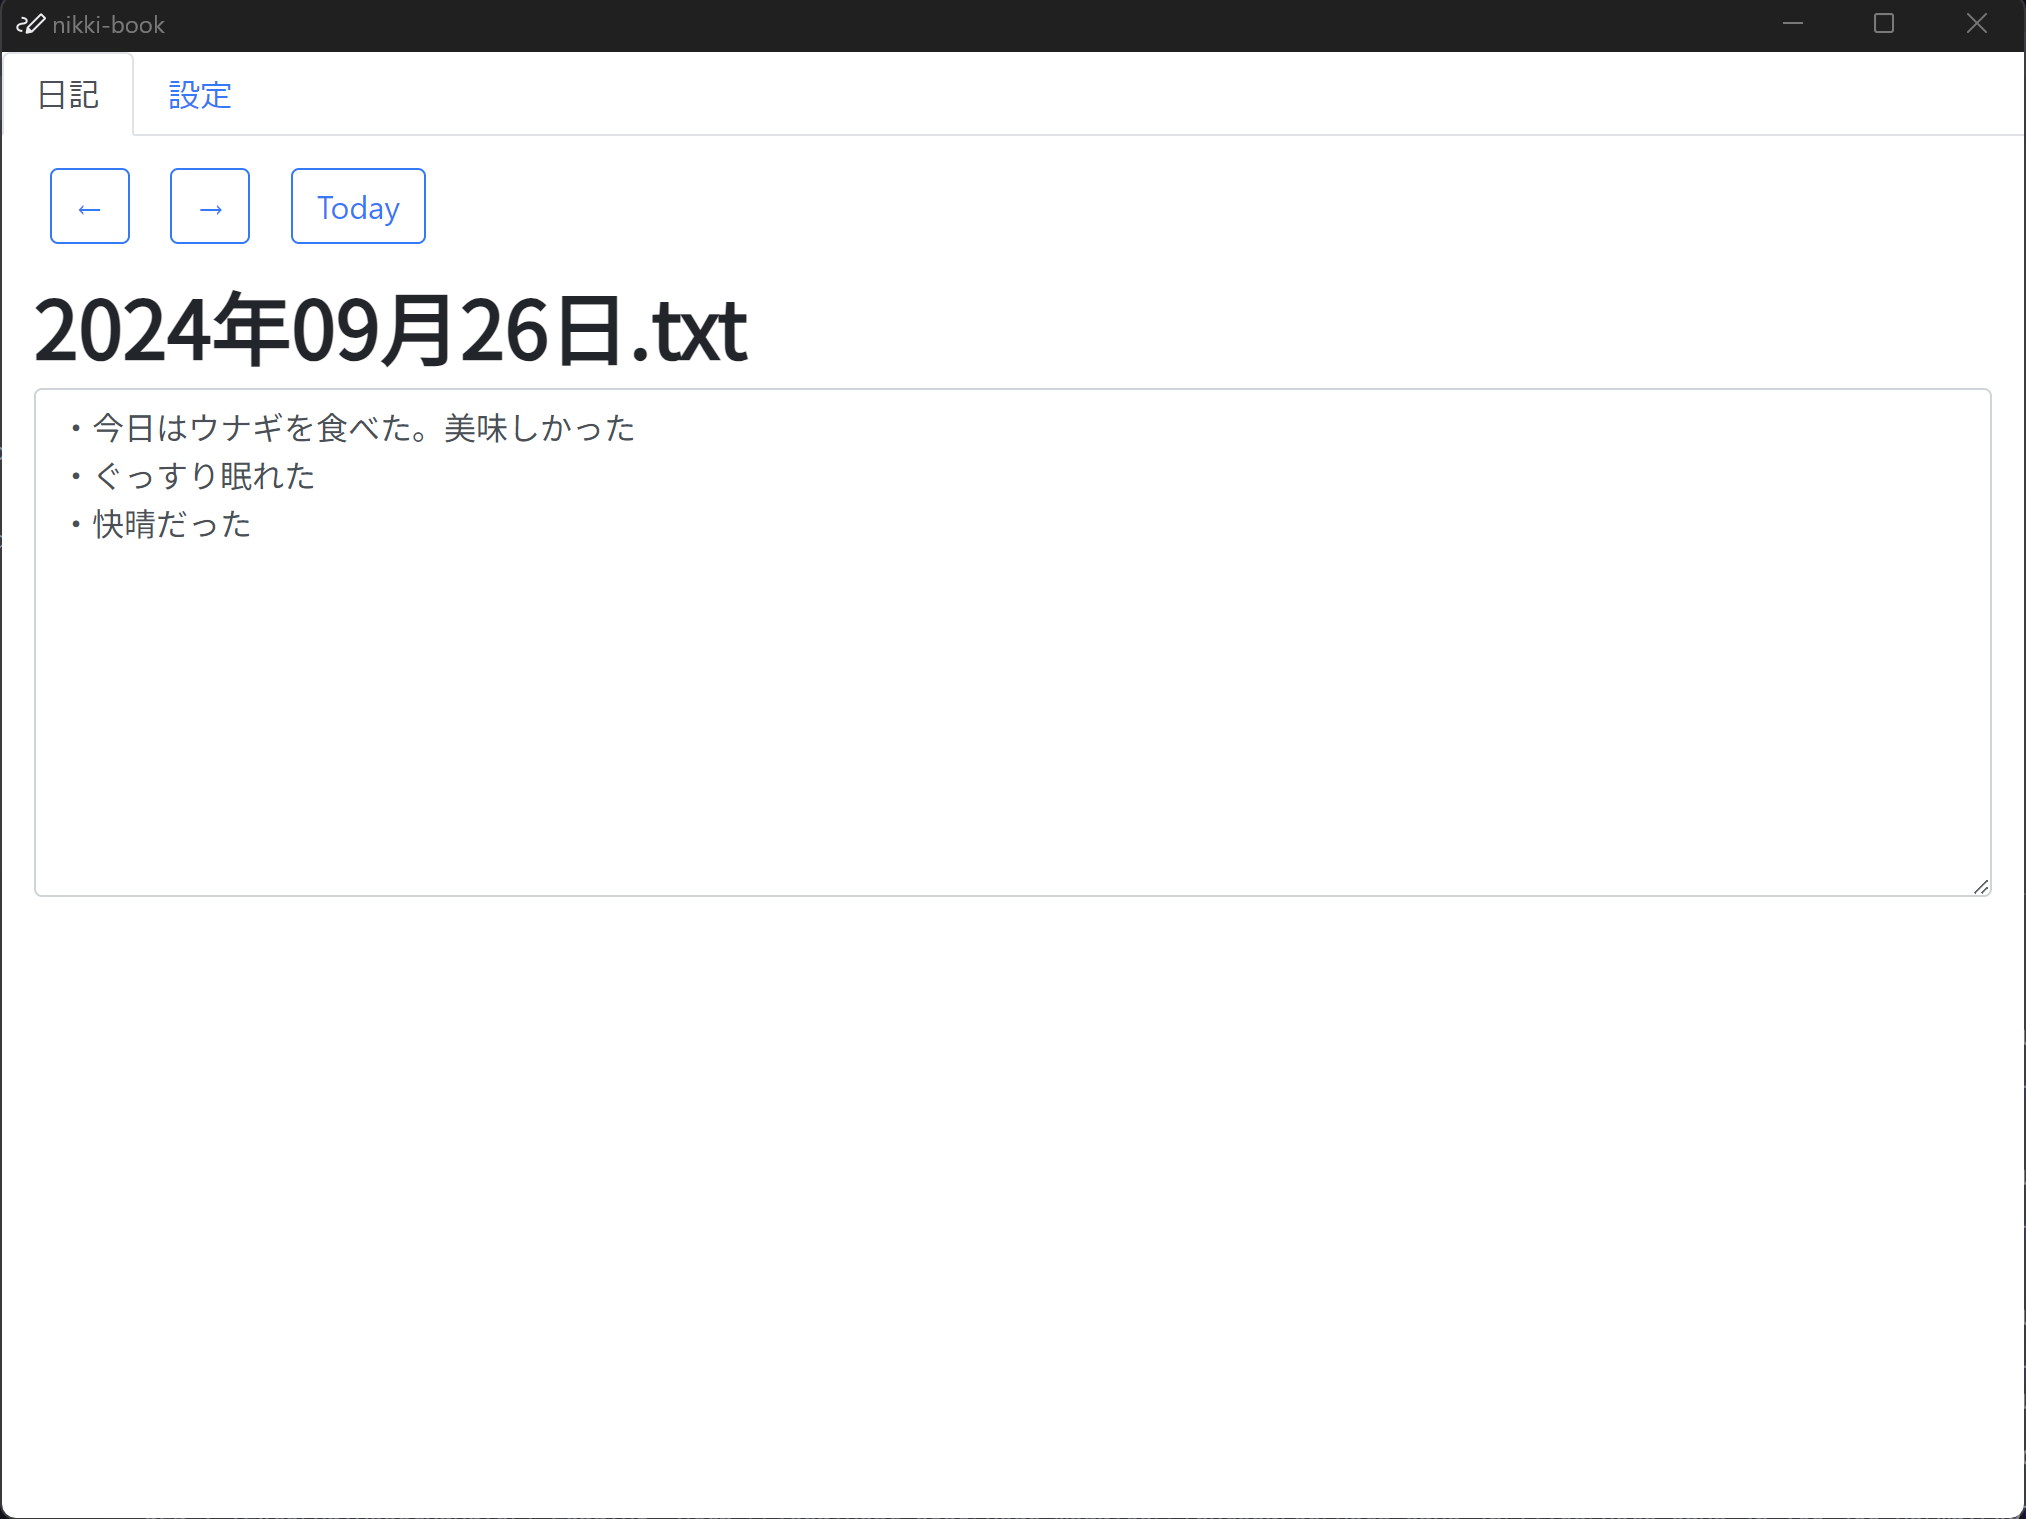 nikki-book
日記
設定
← → Today
2024年09月26日.txt
・今日はウナギを食べた。美味しかった
・ぐっすり眠れた
・快晴だった